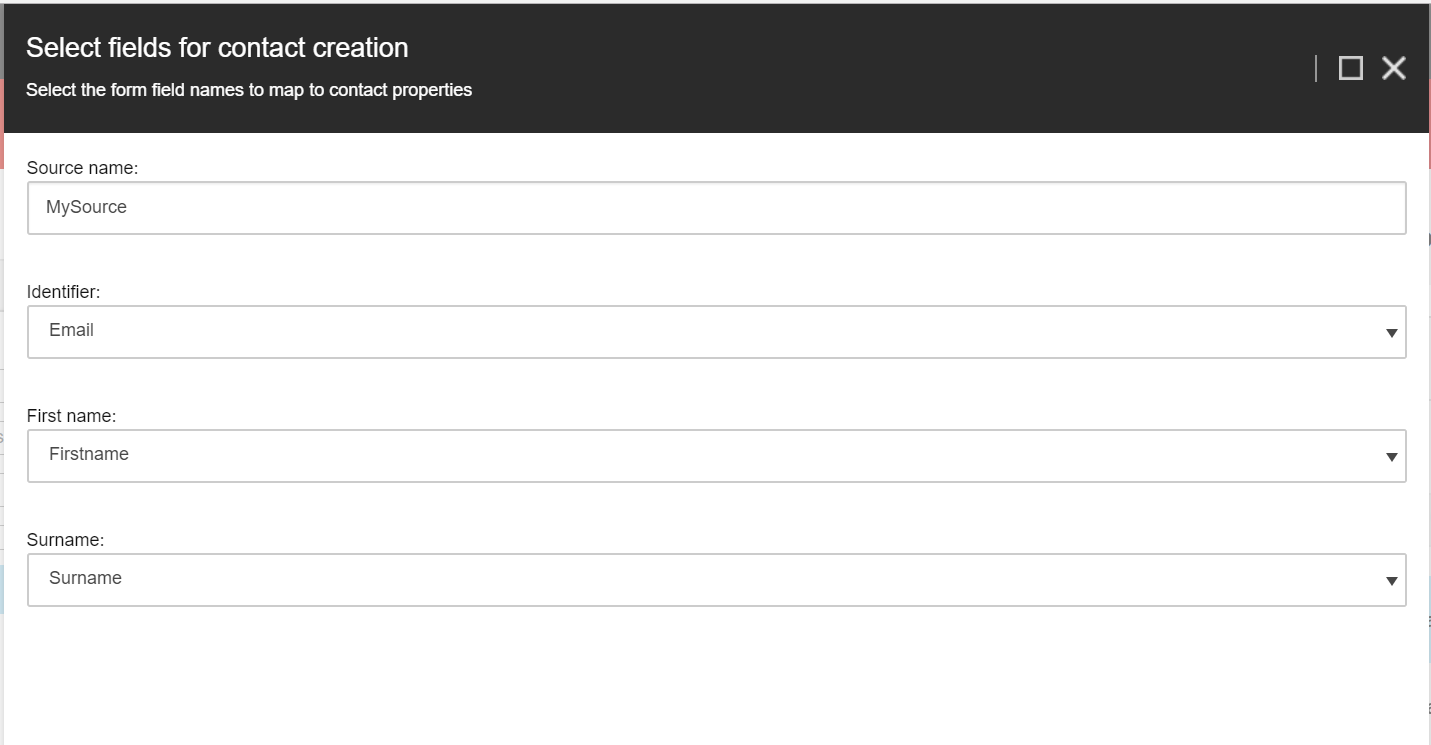 Select fields for contact creation
Select the form field names to map to contact properties
Source name:
MySource
Identifier:
Email
First name:
Firstname
Surname:
Surname